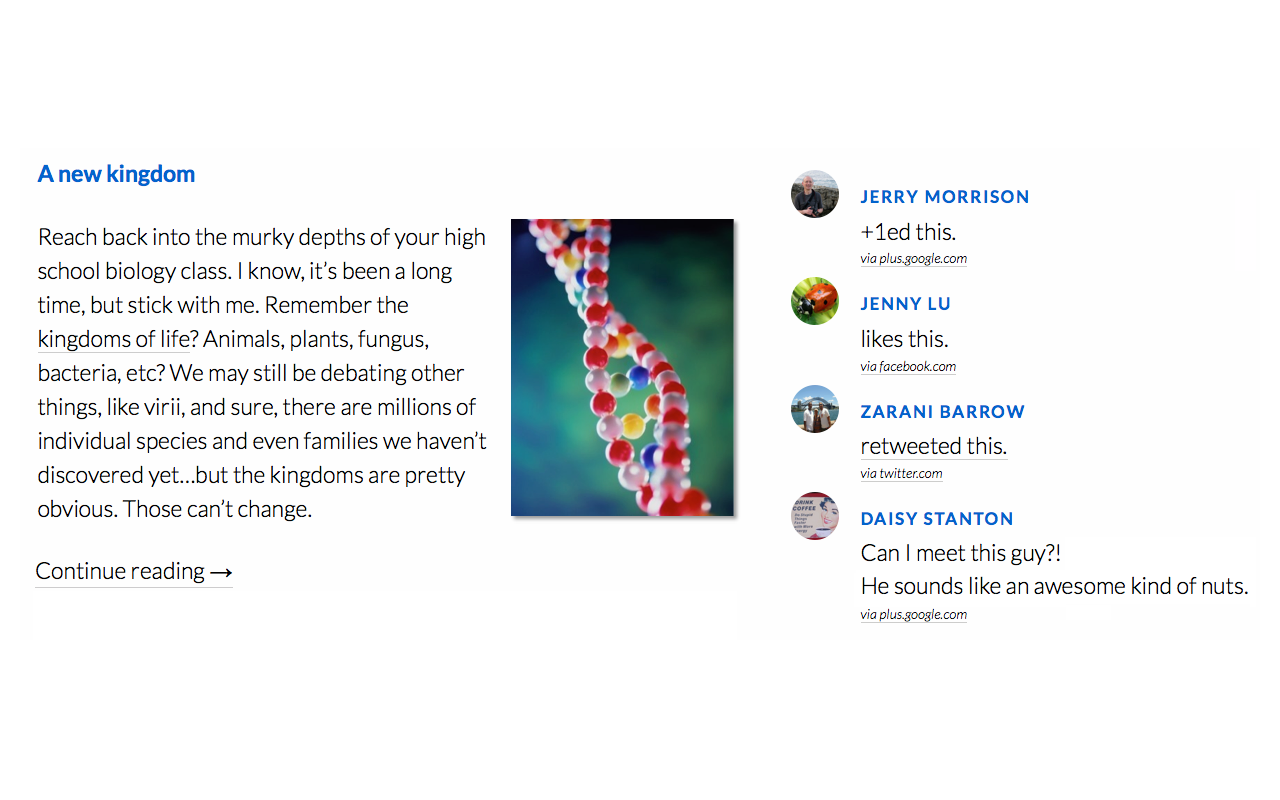 A new kingdom
Reach back into the murky depths of your high
school biology class. I know, it’s been a long
time, but stick with me. Remember the
kingdoms of life? Animals, plants, fungus,
bacteria, etc? We may still be debating other
things, like virii, and sure, there are millions of
individual species and even families we haven’t
discovered yet…but the kingdoms are pretty
obvious. Those can’t change.
Continue reading →
JERRY MORRISON
+1ed this.
via plus.google.com
JENNY LU
likes this.
via facebook.com
ZARANI BARROW
retweeted this.
via twitter.com
DRINK
COFFEE
DAISY STANTON
Can I meet this guy?!
He sounds like an awesome kind of nuts.
via plus.google.com